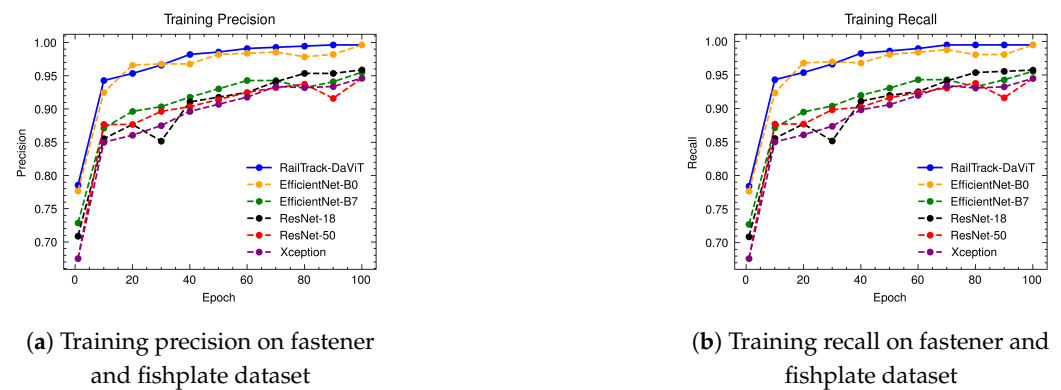 Training Precision
1.00
0.95
0.90
0.85
0.80
0.75
0.70
Precision
0 20 40 60 80 100
Epoch
RailTrack-DaViT
EfficientNet-B0
EfficientNet-B7
ResNet-18
ResNet-50
Xception
(a) Training precision on fastener
and fishplate dataset
Training Recall
1.00
0.95
0.90
0.85
0.80
0.75
0.70
Recall
0 20 40 60 80 100
Epoch
RailTrack-DaViT
EfficientNet-B0
EfficientNet-B7
ResNet-18
ResNet-50
Xception
(b) Training recall on fastener and
fishplate dataset